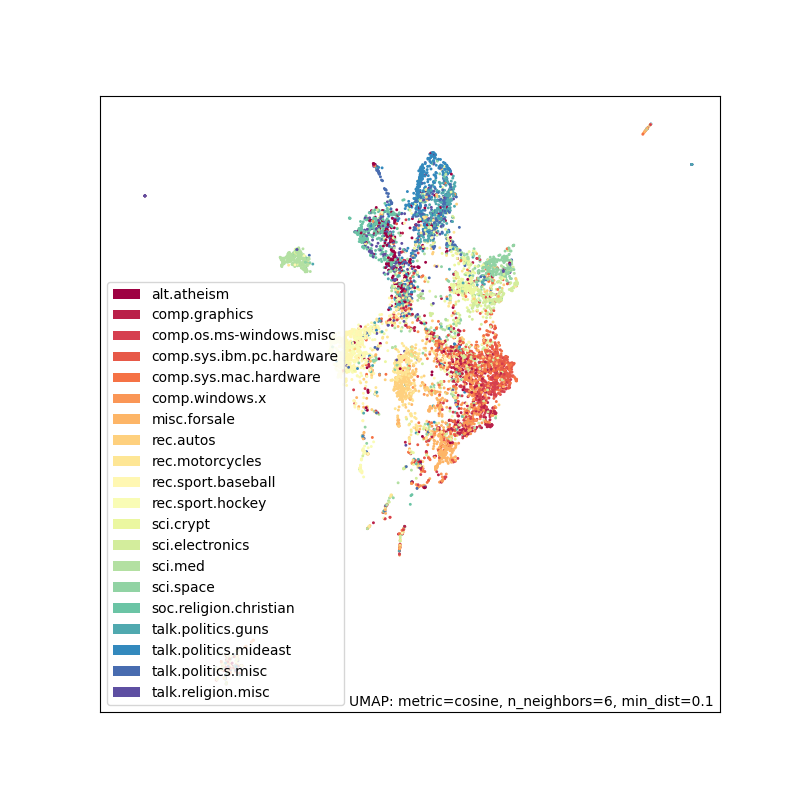 alt.atheism
comp.graphics
comp.os.ms-windows.misc
comp.sys.ibm.pc.hardware
comp.sys.mac.hardware
comp.windows.x
misc.forsale
rec.autos
rec.motorcycles
rec.sport.baseball
rec.sport.hockey
sci.crypt
sci.electronics
sci.med
sci.space
soc.religion.christian
talk.politics.guns
talk.politics.mideast
talk.politics.misc
talk.religion.misc
UMAP: metric=cosine, n_neighbors=6, min_dist=0.1